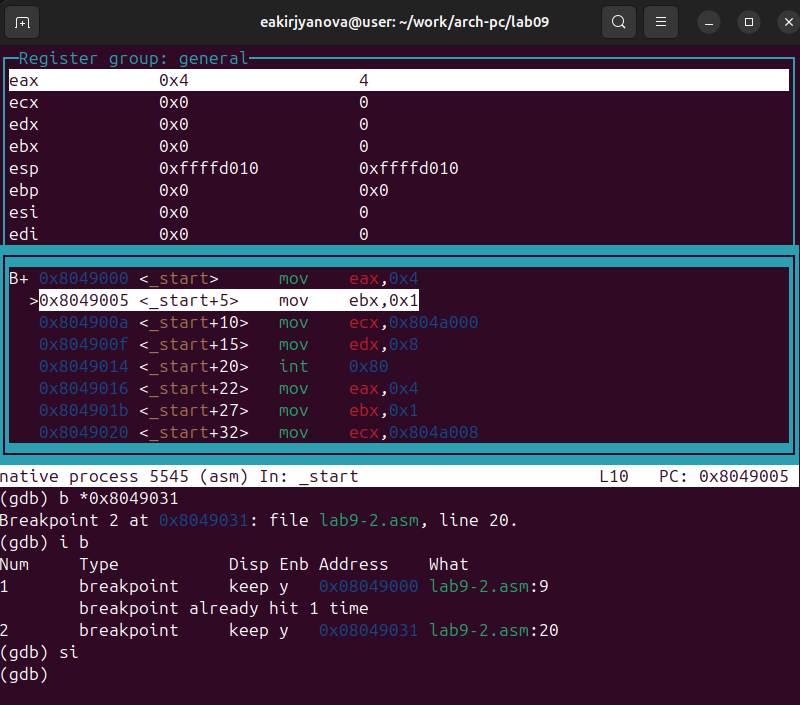 eakirjyanova@user: ~/work/arch-pc/lab09
Register group: general
eax 0x4 4
ecx 0x0 0
edx 0x0 0
ebx 0x0 0
esp 0xffffd010 0xffffd010
ebp 0x0 0x0
esi 0x0 0
edi 0x0 0
B+ 0x8049000 <_start> mov eax,0x4
>0x8049005 <_start+5> mov ebx,0x1
0x804900a <_start+10> mov ecx,0x804a000
0x804900f <_start+15> mov edx,0x8
0x8049014 <_start+20> int 0x80
0x8049016 <_start+22> mov eax,0x4
0x804901b <_start+27> mov ebx,0x1
0x8049020 <_start+32> mov ecx,0x804a008
native process 5545 (asm) In: _start L10 PC: 0x8049005
(gdb) b *0x8049031
Breakpoint 2 at 0x8049031: file lab9-2.asm, line 20.
(gdb) i b
Num Type Disp Enb Address What
1 breakpoint keep y 0x08049000 lab9-2.asm:9
breakpoint already hit 1 time
2 breakpoint keep y 0x08049031 lab9-2.asm:20
(gdb) si
(gdb)